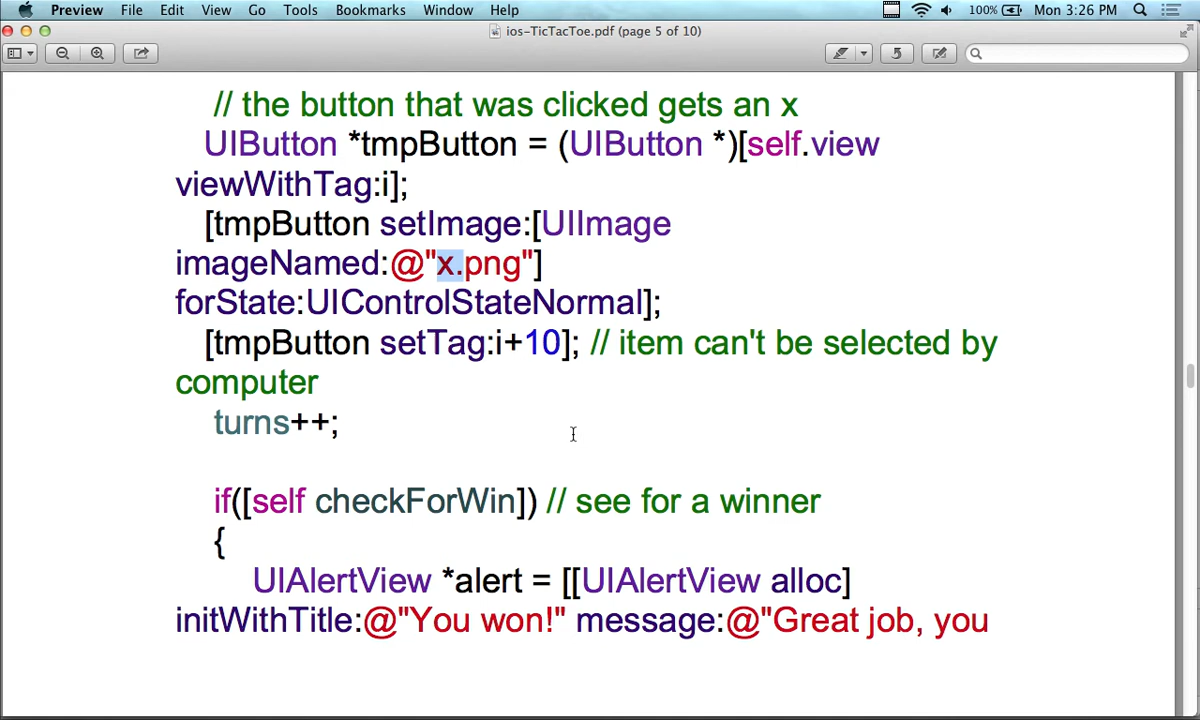 Preview File Edit View Go Tools Bookmarks Window Help 100% Mon 3:26 PM
ios-TicTacToe.pdf (page 5 of 10)
// the button that was clicked gets an x
UIButton *tmpButton = (UIButton *)[self.view
viewWithTag:i];
[tmpButton setImage:[UIImage
imageNamed:@"x.png"]
forState:UIControlStateNormal];
[tmpButton setTag:i+10]; // item can't be selected by
computer
turns++;
if([self checkForWin]) // see for a winner
{
UIAlertView *alert = [[UIAlertView alloc]
initWithTitle:@"You won!" message:@"Great job, you